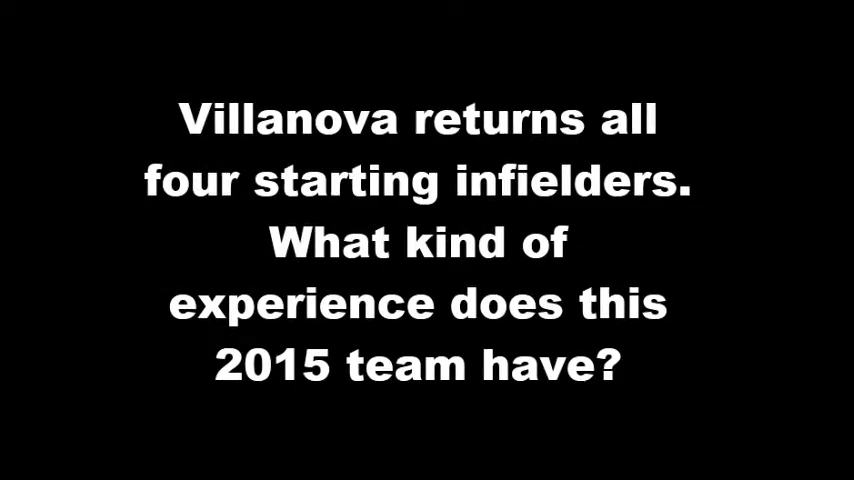 Villanova returns all
four starting infielders.
What kind of
experience does this
2015 team have?